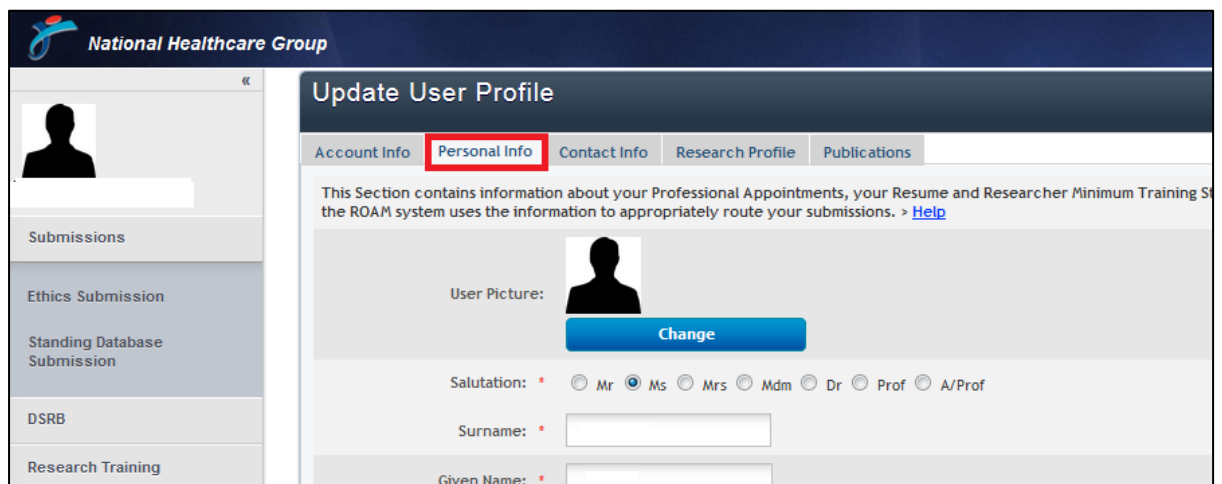 National Healthcare Group
«
Update User Profile
Account Info Personal Info Contact Info Research Profile Publications
This Section contains information about your Professional Appointments, your Resume and Researcher Minimum Training
the ROAM system uses the information to appropriately route your submissions. > Help
Submissions
Ethics Submission
Standing Database
Submission
DSRB
Research Training
User Picture:
Change
Salutation: * Mr Ms Mrs Mdm Dr Prof A/Prof
Surname: *
Given Name: *